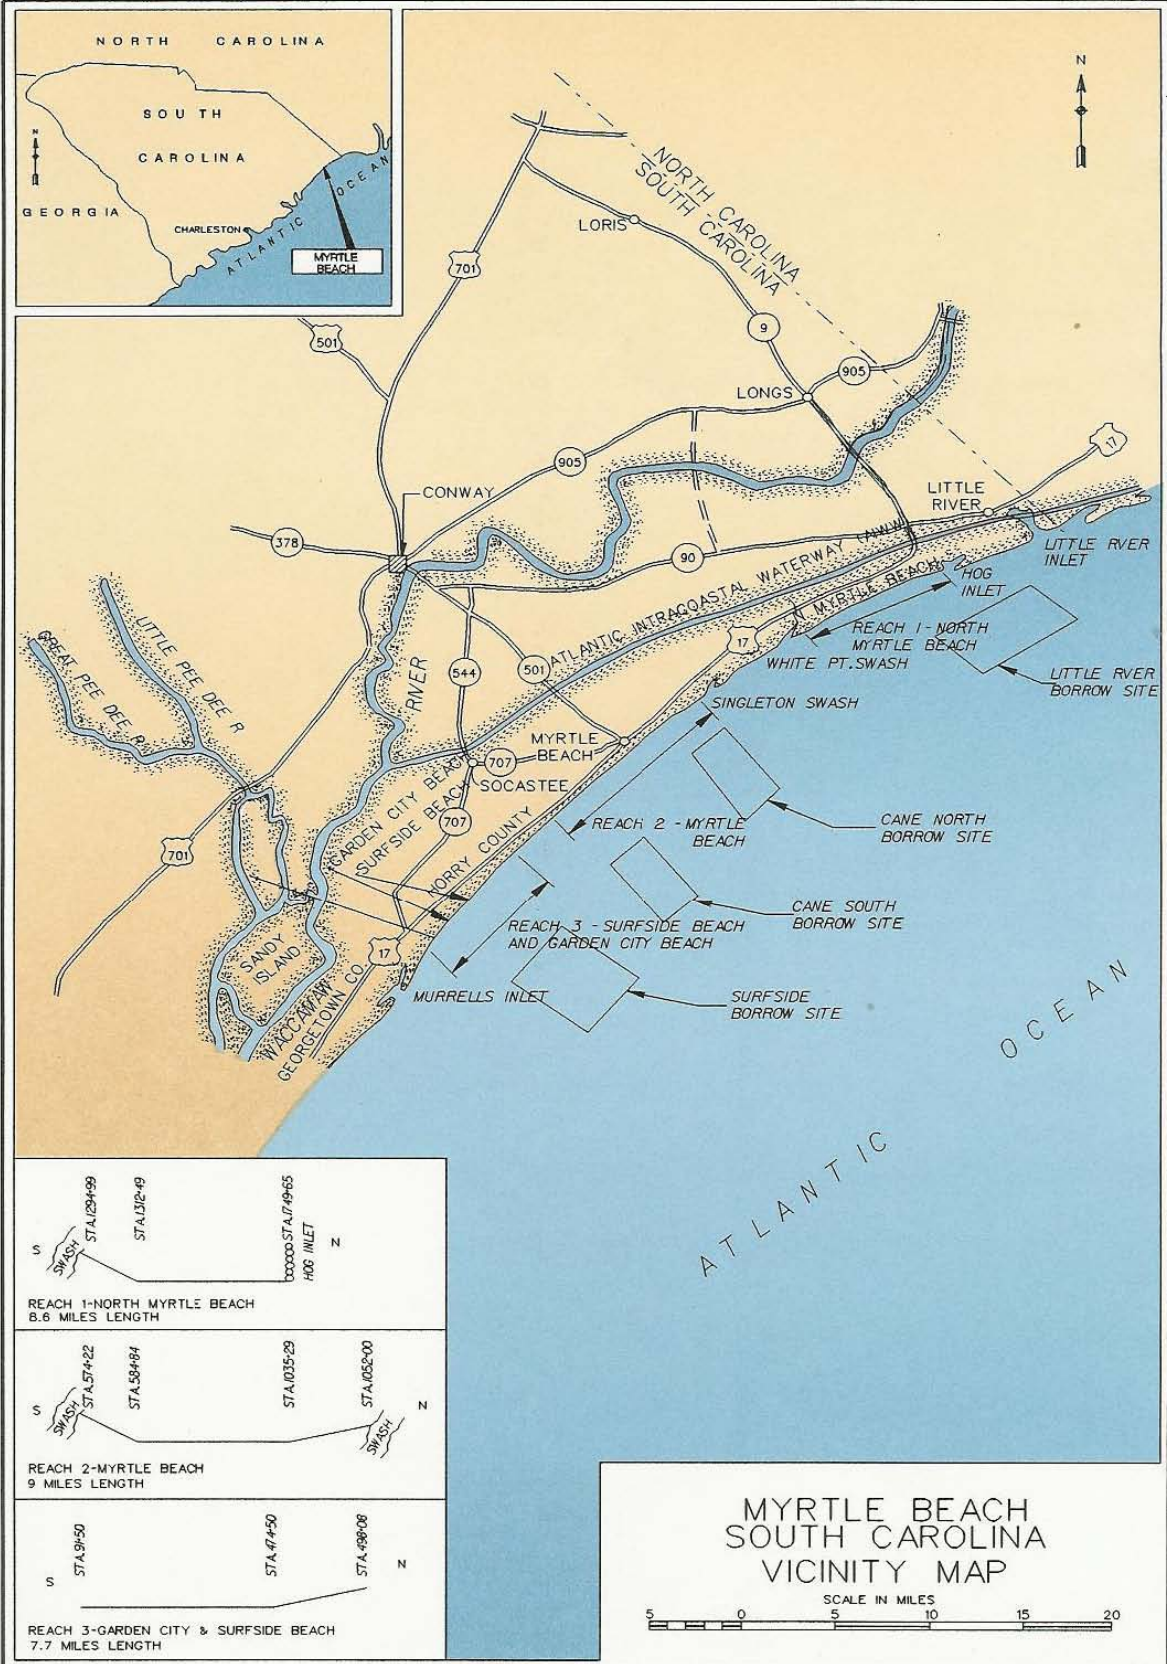 NORTH CAROLINA
SOUTH
CAROLINA
N
GEORGIA
CHARLESTON
ATLANTIC OCEAN
MYRTLE
BEACH
N
NORTH CAROLINA
SOUTH CAROLINA
LORIS
701
501
9
905
LONGS
17
905
CONWAY
LITTLE
RIVER
378
90
ATLANTIC INTRAGOASTAL WATERWAY (AIWW)
LITTLE RIVER
INLET
HOG
INLET
N. MYRTLE BEACH
17
REACH 1-NORTH
MYRTLE BEACH
WHITE PT.SWASH
LITTLE RVER
BORROW SITE
GREAT PEE DEE R
LITTLE PEE DEE R
RIVER
544
501
SINGLETON SWASH
MYRTLE
BEACH
707
SOCASTEE
GARDEN CITY BEACH
SURFSIDE BEACH
707
701
REACH 2 - MYRTLE
BEACH
CANE NORTH
BORROW SITE
HORRY COUNTY
CANE SOUTH
BORROW SITE
REACH 3 - SURFSIDE BEACH
AND GARDEN CITY BEACH
SANDY
ISLAND
17
MURRELLS INLET
SURFSIDE
BORROW SITE
WACCAMAW
GEORGETOWN CO.
ATLANTIC OCEAN
STA.1294+99
STA.1312+49
STA.1749+65
HOG INLET
S
SWASH
N
REACH 1-NORTH MYRTLE BEACH
8.6 MILES LENGTH
STA.574+22
STA.584+84
STA.1035+29
STA.1052+00
S
SWASH
SWASH
N
REACH 2-MYRTLE BEACH
9 MILES LENGTH
STA.91+50
STA.474+50
STA.498+08
S
N
REACH 3-GARDEN CITY & SURFSIDE BEACH
7.7 MILES LENGTH
MYRTLE BEACH
SOUTH CAROLINA
VICINITY MAP
SCALE IN MILES
5 0 5 10 15 20